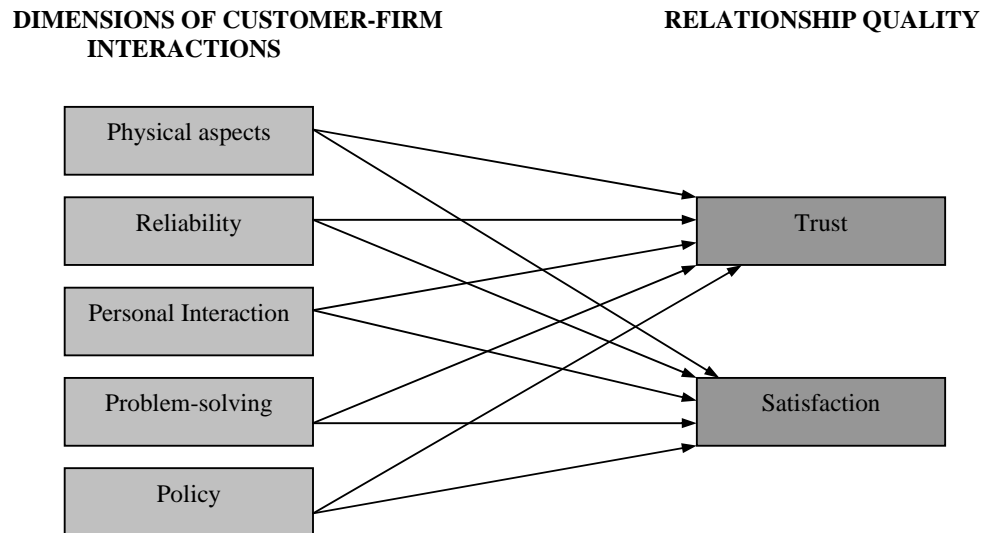 DIMENSIONS OF CUSTOMER-FIRM
INTERACTIONS
RELATIONSHIP QUALITY
Physical aspects
Reliability
Personal Interaction
Problem-solving
Policy
Trust
Satisfaction